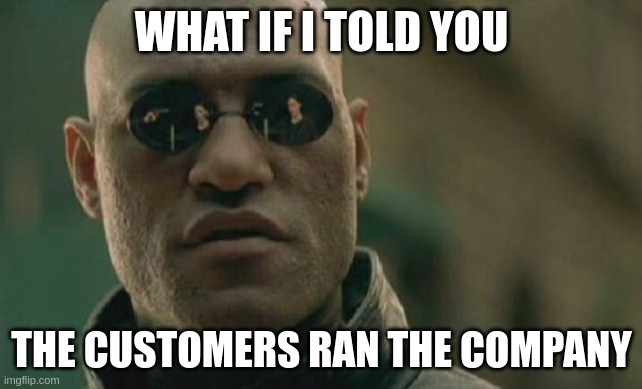 WHAT IF I TOLD YOU
THE CUSTOMERS RAN THE COMPANY
imgflip.com